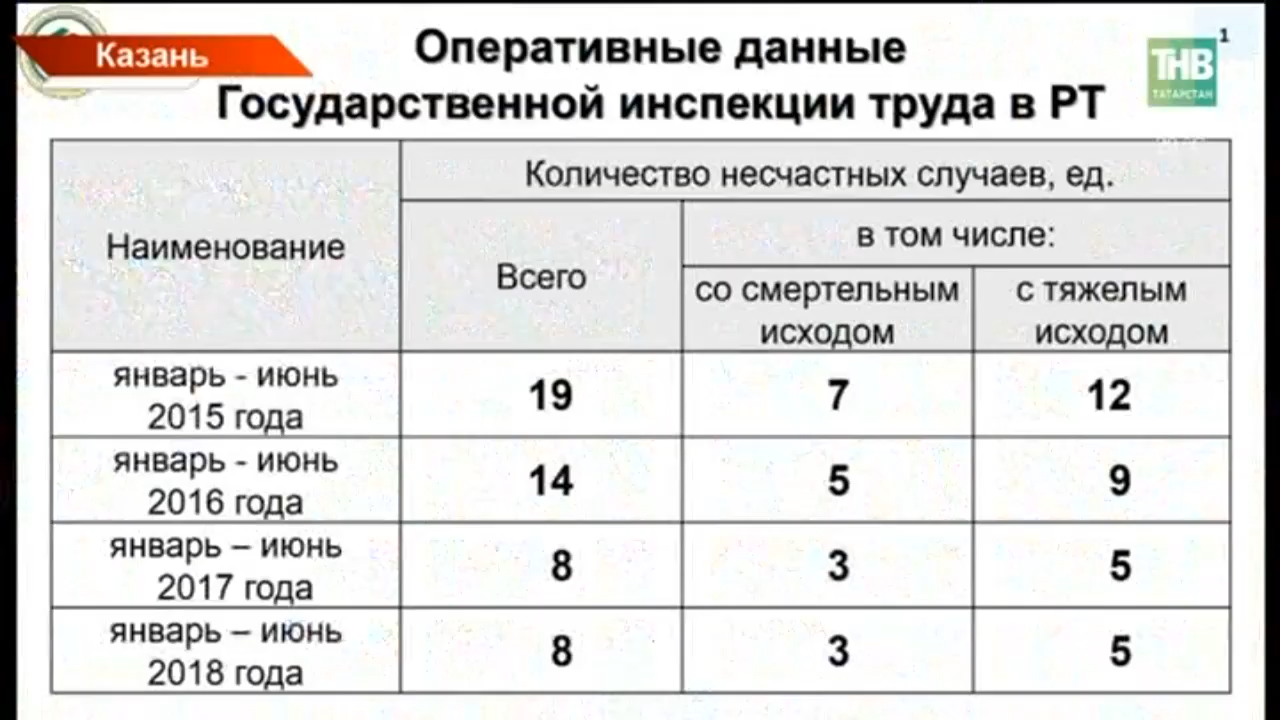 Казань
Оперативные данные
Государственной инспекции труда в РТ
1
ТНВ
ТАТАРСТАН
Наименование
Количество несчастных случаев, ед.
Всего
в том числе:
со смертельным
исходом
с тяжелым
исходом
январь - июнь
2015 года
19
7
12
январь - июнь
2016 года
14
5
9
январь – июнь
2017 года
8
3
5
январь – июнь
2018 года
8
3
5